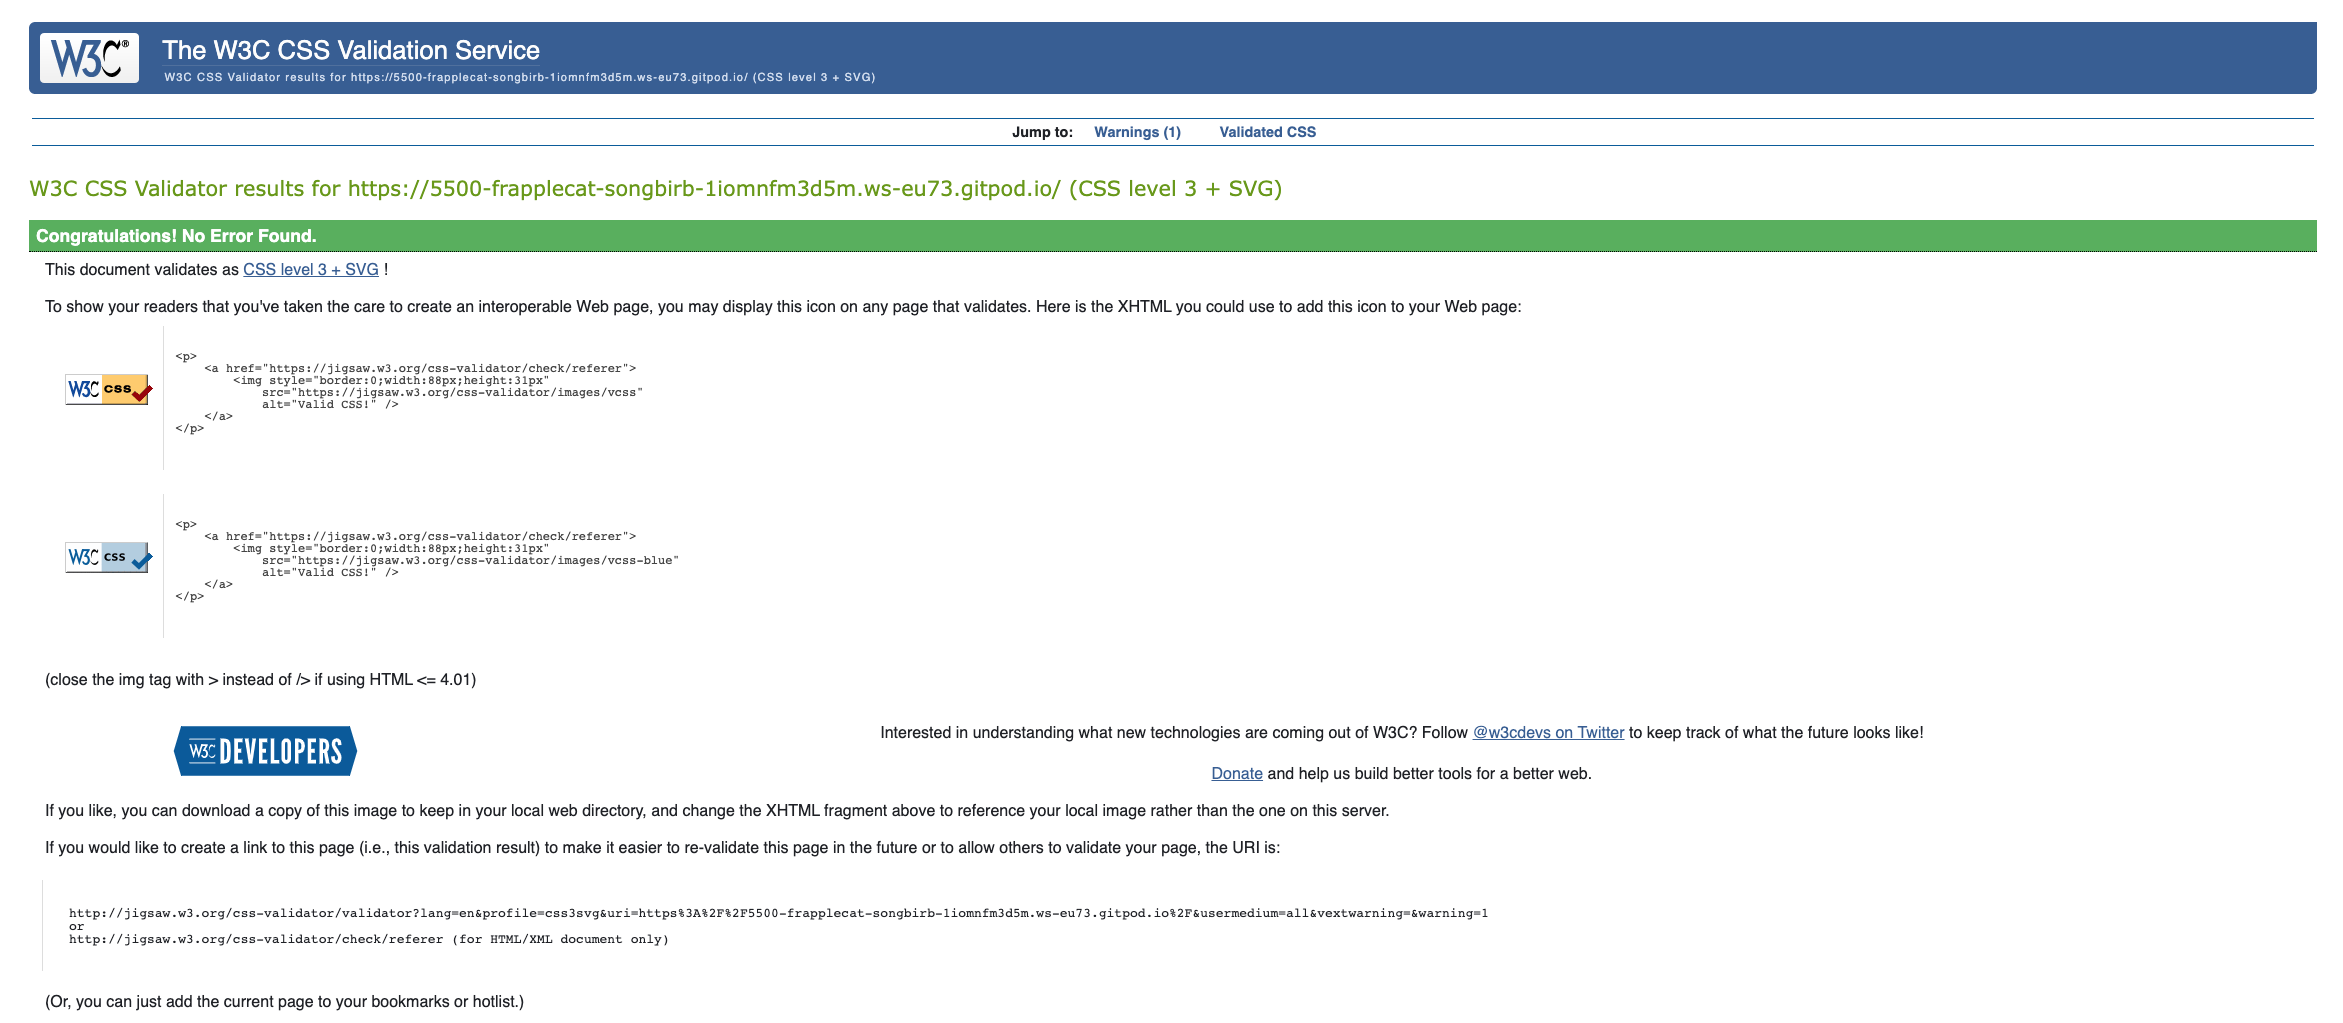 W3C®
The W3C CSS Validation Service
W3C CSS Validator results for https://5500-frapplecat-songbirb-1iomnfm3d5m.ws-eu73.gitpod.io/ (CSS level 3 + SVG)
Jump to: Warnings (1) Validated CSS
W3C CSS Validator results for https://5500-frapplecat-songbirb-1iomnfm3d5m.ws-eu73.gitpod.io/ (CSS level 3 + SVG)
Congratulations! No Error Found.
This document validates as CSS level 3 + SVG !
To show your readers that you've taken the care to create an interoperable Web page, you may display this icon on any page that validates. Here is the XHTML you could use to add this icon to your Web page:
W3C css
<p>
<a href="https://jigsaw.w3.org/css-validator/check/referer">
<img style="border:0;width:88px;height:31px"
src="https://jigsaw.w3.org/css-validator/images/vcss"
alt="Valid CSS!" />
</a>
</p>
W3C css
<p>
<a href="https://jigsaw.w3.org/css-validator/check/referer">
<img style="border:0;width:88px;height:31px"
src="https://jigsaw.w3.org/css-validator/images/vcss-blue"
alt="Valid CSS!" />
</a>
</p>
(close the img tag with > instead of /> if using HTML <= 4.01)
W3C DEVELOPERS
Interested in understanding what new technologies are coming out of W3C? Follow @w3cdevs on Twitter to keep track of what the future looks like!
Donate and help us build better tools for a better web.
If you like, you can download a copy of this image to keep in your local web directory, and change the XHTML fragment above to reference your local image rather than the one on this server.
If you would like to create a link to this page (i.e., this validation result) to make it easier to re-validate this page in the future or to allow others to validate your page, the URI is:
http://jigsaw.w3.org/css-validator/validator?lang=en&profile=css3svg&uri=https%3A%2F%2F5500-frapplecat-songbirb-1iomnfm3d5m.ws-eu73.gitpod.io%2F&usermedium=all&vextwarning=&warning=1
or
http://jigsaw.w3.org/css-validator/check/referer (for HTML/XML document only)
(Or, you can just add the current page to your bookmarks or hotlist.)